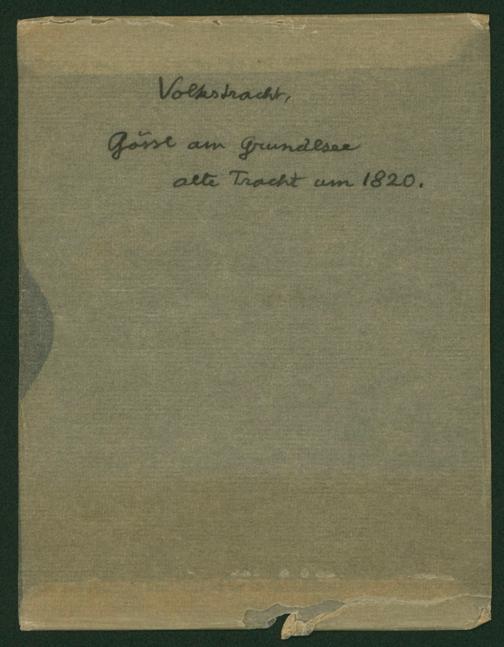 Volkstracht,
Gössl am Grundlsee
alte Tracht um 1820.